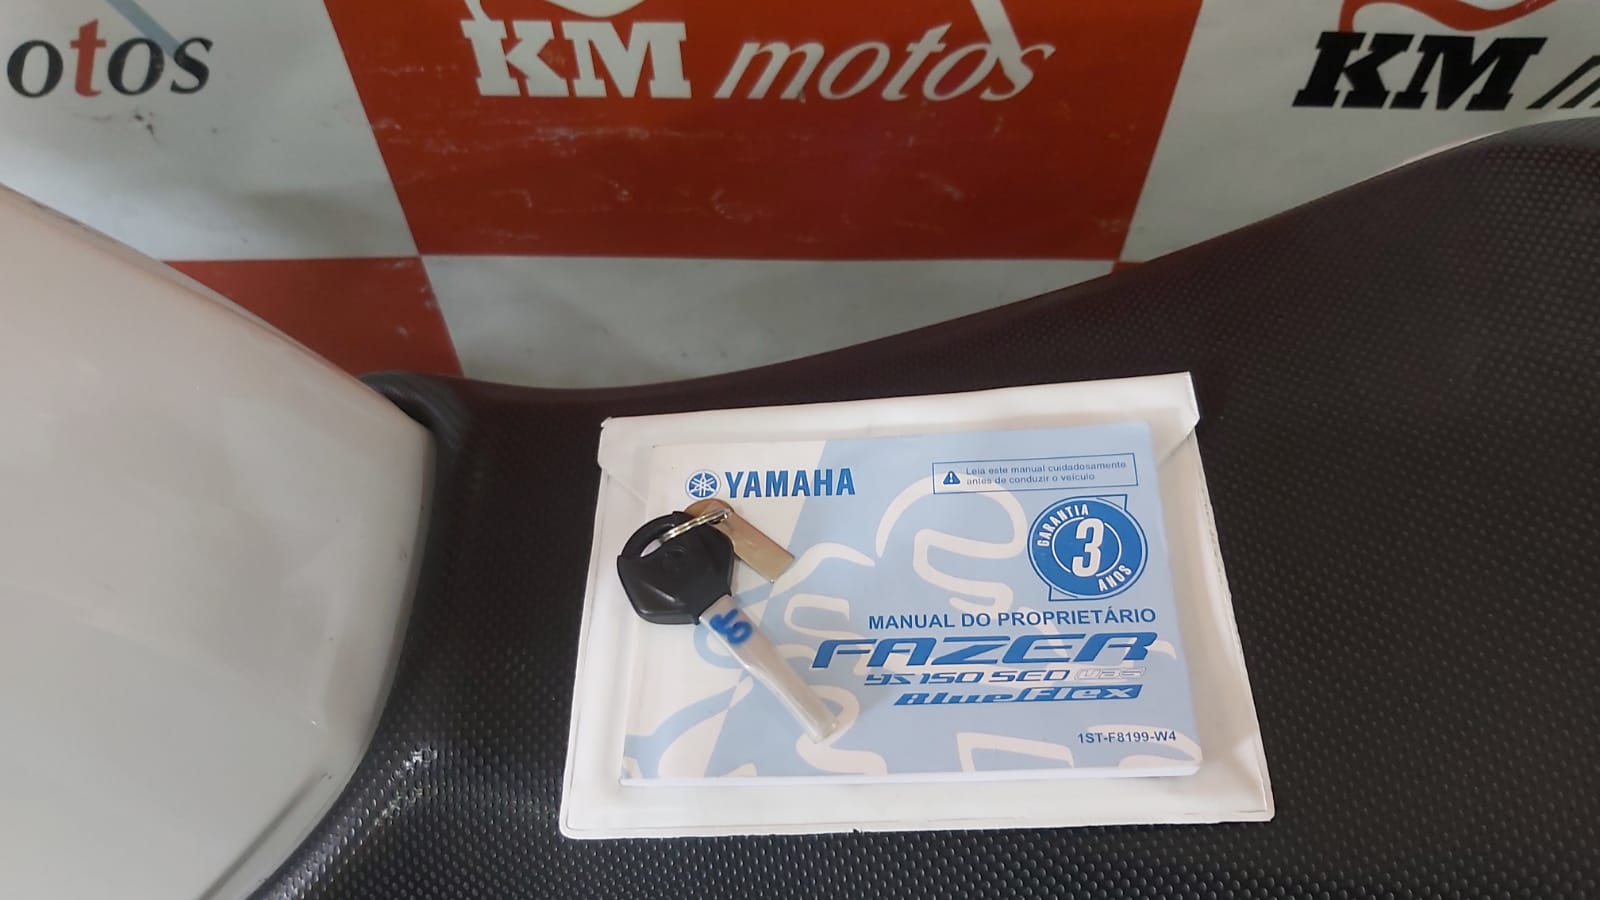 otos
KM motos
KM
YAMAHA
Leia este manual cuidadosamente
antes de conduzir o veículo
GARANTIA
3
ANOS
MANUAL DO PROPRIETÁRIO
FAZER
YS 150 SED UBS
BlueFlex
1ST-F8199-W4